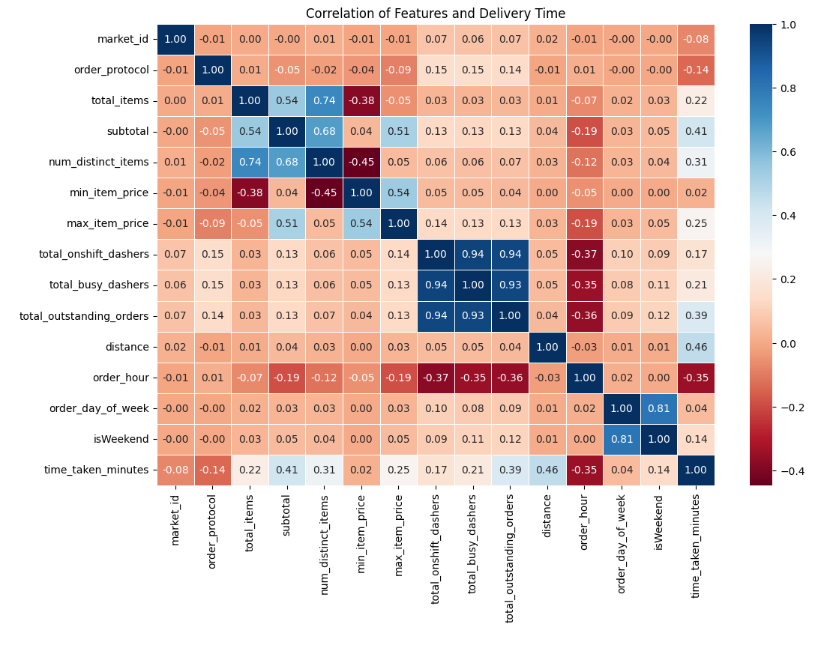 Correlation of Features and Delivery Time
market_id 1.00 -0.01 0.00 -0.00 0.01 -0.01 -0.01 0.07 0.06 0.07 0.02 -0.01 -0.00 -0.00 -0.08
order_protocol -0.01 1.00 0.01 -0.05 -0.02 -0.04 -0.09 0.15 0.15 0.14 -0.01 0.01 -0.00 -0.00 -0.14
total_items 0.00 0.01 1.00 0.54 0.74 -0.38 -0.05 0.03 0.03 0.03 0.01 -0.07 0.02 0.03 0.22
subtotal -0.00 -0.05 0.54 1.00 0.68 0.04 0.51 0.13 0.13 0.13 0.04 -0.19 0.03 0.05 0.41
num_distinct_items 0.01 -0.02 0.74 0.68 1.00 -0.45 0.05 0.06 0.06 0.07 0.03 -0.12 0.03 0.04 0.31
min_item_price -0.01 -0.04 -0.38 0.04 -0.45 1.00 0.54 0.05 0.05 0.04 0.00 -0.05 0.00 0.00 0.02
max_item_price -0.01 -0.09 -0.05 0.51 0.05 0.54 1.00 0.14 0.13 0.13 0.03 -0.19 0.03 0.05 0.25
total_onshift_dashers 0.07 0.15 0.03 0.13 0.06 0.05 0.14 1.00 0.94 0.94 0.05 -0.37 0.10 0.09 0.17
total_busy_dashers 0.06 0.15 0.03 0.13 0.06 0.05 0.13 0.94 1.00 0.93 0.05 -0.35 0.08 0.11 0.21
total_outstanding_orders 0.07 0.14 0.03 0.13 0.07 0.04 0.13 0.94 0.93 1.00 0.04 -0.36 0.09 0.12 0.39
distance 0.02 -0.01 0.01 0.04 0.03 0.00 0.03 0.05 0.05 0.04 1.00 -0.03 0.01 0.01 0.46
order_hour -0.01 0.01 -0.07 -0.19 -0.12 -0.05 -0.19 -0.37 -0.35 -0.36 -0.03 1.00 0.02 0.00 -0.35
order_day_of_week -0.00 -0.00 0.02 0.03 0.03 0.00 0.03 0.10 0.08 0.09 0.01 0.02 1.00 0.81 0.04
isWeekend -0.00 -0.00 0.03 0.05 0.04 0.00 0.05 0.09 0.11 0.12 0.01 0.00 0.81 1.00 0.14
time_taken_minutes -0.08 -0.14 0.22 0.41 0.31 0.02 0.25 0.17 0.21 0.39 0.46 -0.35 0.04 0.14 1.00
market_id
order_protocol
total_items
subtotal
num_distinct_items
min_item_price
max_item_price
total_onshift_dashers
total_busy_dashers
total_outstanding_orders
distance
order_hour
order_day_of_week
isWeekend
time_taken_minutes
1.0
0.8
0.6
0.4
0.2
0.0
−0.2
−0.4